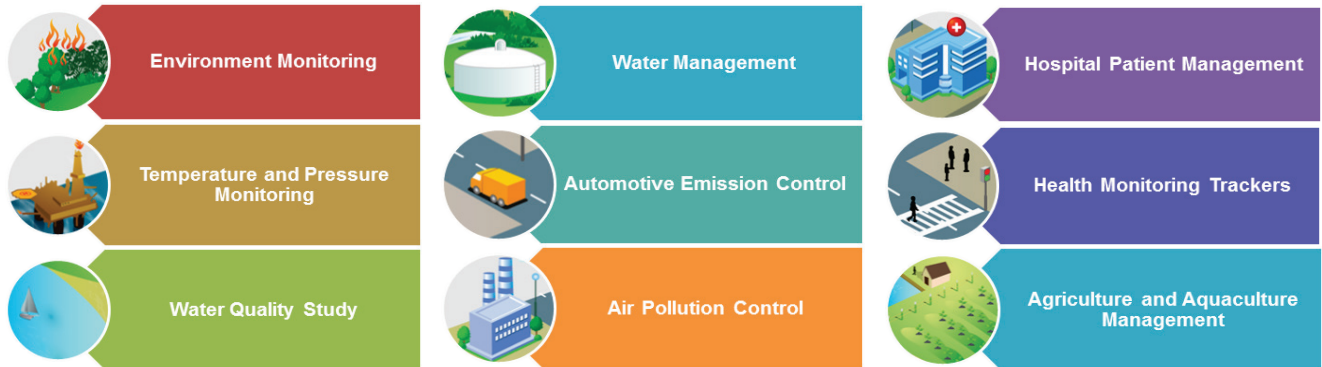 Environment Monitoring
Water Management
Hospital Patient Management
Temperature and Pressure
Monitoring
Automotive Emission Control
Health Monitoring Trackers
Water Quality Study
Air Pollution Control
Agriculture and Aquaculture
Management